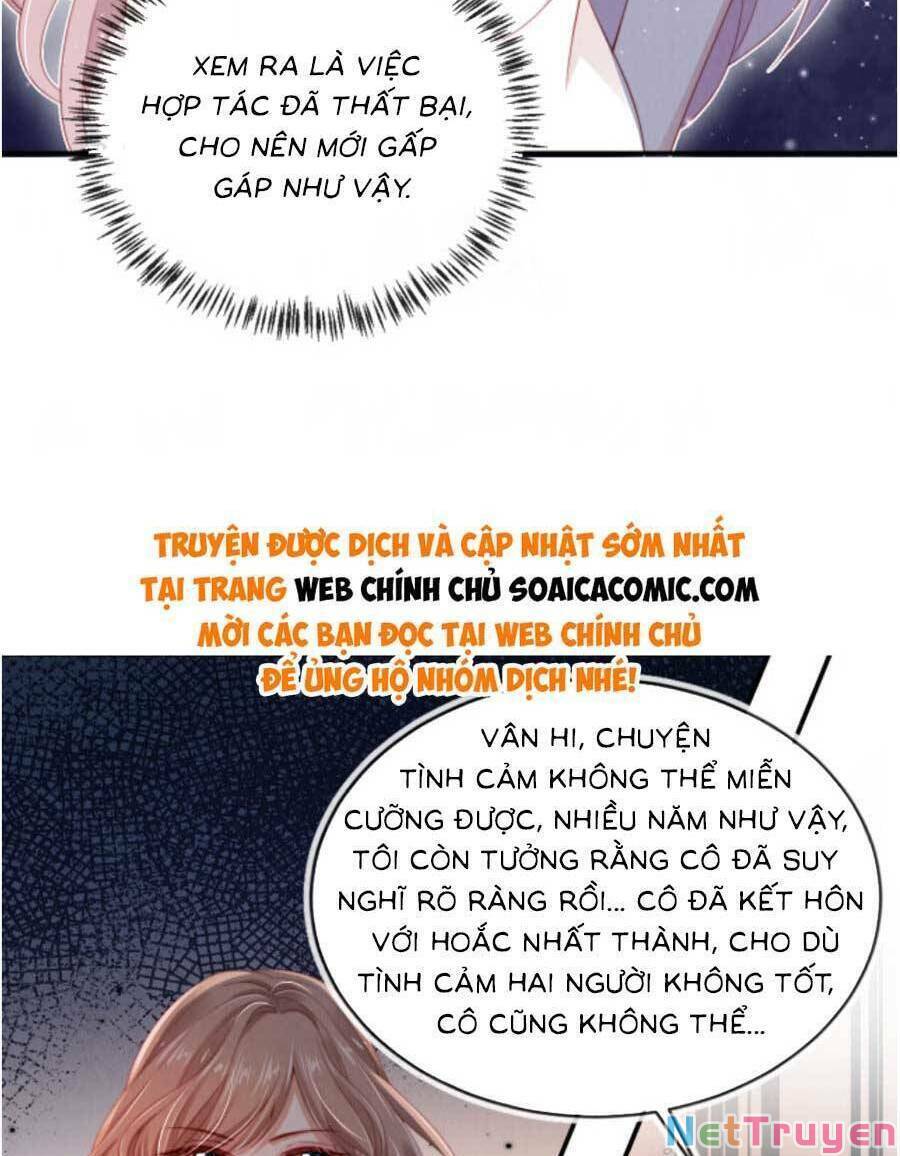 XEM RA LÀ VIỆC
HỢP TÁC ĐÃ THẤT BẠI,
CHO NÊN MỚI GẤP
GÁP NHƯ VẬY.
TRUYỆN ĐƯỢC DỊCH VÀ CẬP NHẬT SỚM NHẤT
TẠI TRANG WEB CHÍNH CHỦ SOAICACOMIC.COM
MỜI CÁC BẠN ĐỌC TẠI WEB CHÍNH CHỦ
ĐỂ ỦNG HỘ NHÓM DỊCH NHÉ!
VÂN HI, CHUYỆN
TÌNH CẢM KHÔNG THỂ MIỄN
CƯỠNG ĐƯỢC, NHIỀU NĂM NHƯ VẬY,
TÔI CÒN TƯỞNG RẰNG CÔ ĐÃ SUY
NGHĨ RÕ RÀNG RỒI... CÔ ĐÃ KẾT HÔN
VỚI HOẮC NHẤT THÀNH, CHO DÙ
TÌNH CẢM HAI NGƯỜI KHÔNG TỐT,
CÔ CŨNG KHÔNG THỂ...
NetTruyen